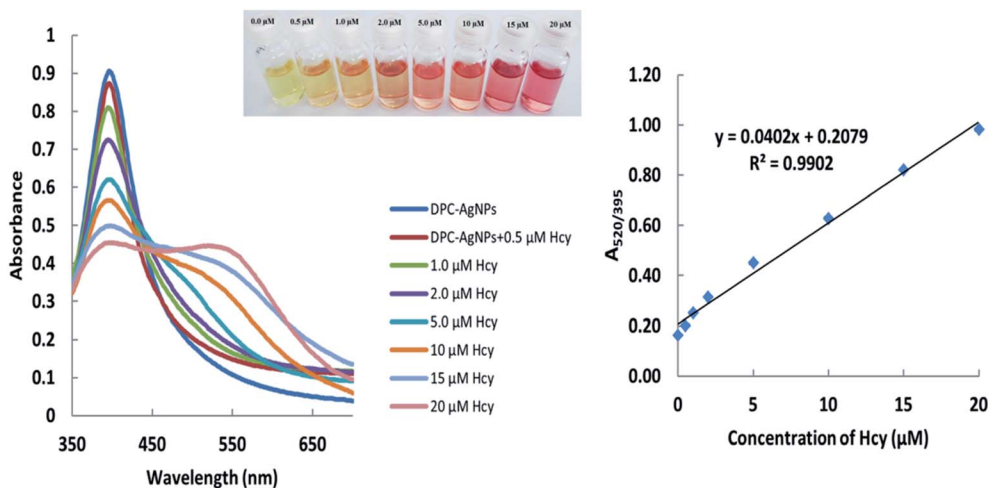 0.0 µM 0.5 µM 1.0 µM 2.0 µM 5.0 µM 10 µM 15 µM 20 µM
1
0.9
0.8
0.7
0.6
0.5
0.4
0.3
0.2
0.1
0
Absorbance
350 450 550 650
Wavelength (nm)
DPC-AgNPs
DPC-AgNPs+0.5 µM Hcy
1.0 µM Hcy
2.0 µM Hcy
5.0 µM Hcy
10 µM Hcy
15 µM Hcy
20 µM Hcy
1.20
1.00
0.80
0.60
0.40
0.20
0.00
A520/395
y = 0.0402x + 0.2079
R² = 0.9902
0 5 10 15 20
Concentration of Hcy (µM)